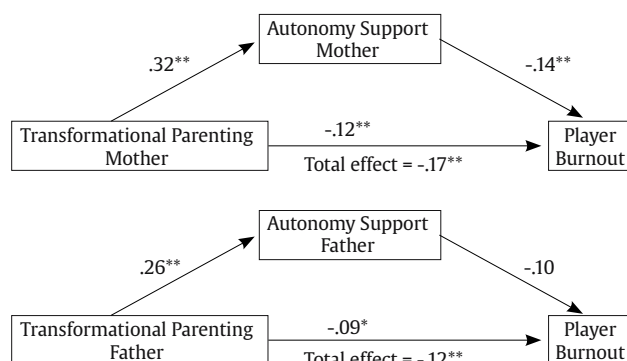 Autonomy Support
Mother
.32**
-.14**
Transformational Parenting
Mother
-.12**
Total effect = -.17**
Player
Burnout
Autonomy Support
Father
.26**
-.10
Transformational Parenting
Father
-.09*
Total effect = -.12**
Player
Burnout